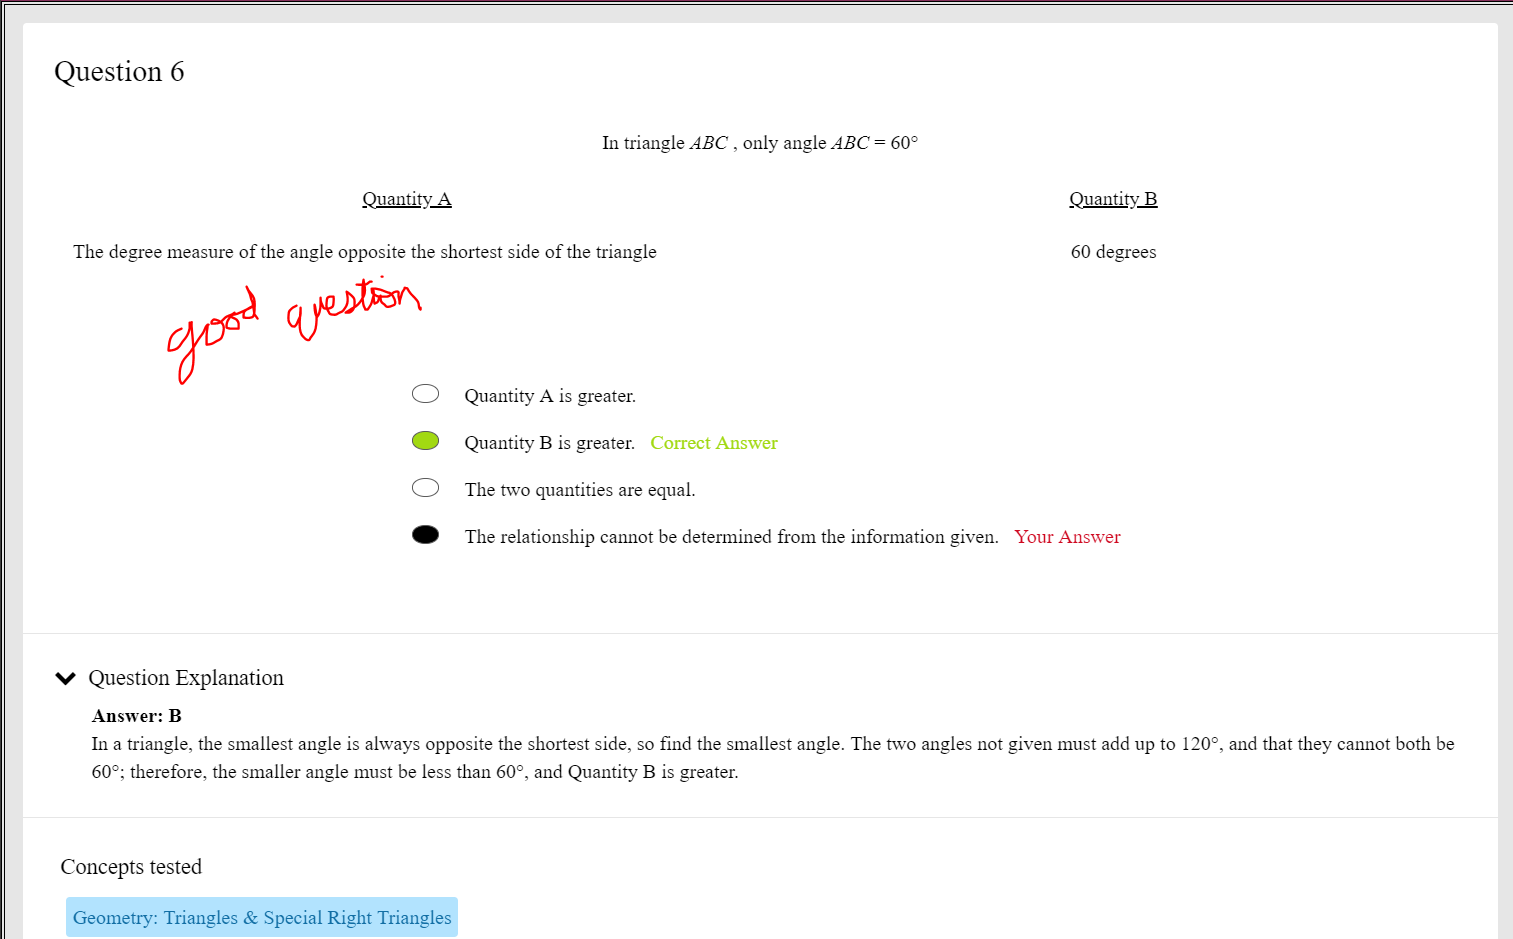 Question 6
In triangle ABC , only angle ABC = 60°
Quantity A
Quantity B
The degree measure of the angle opposite the shortest side of the triangle
60 degrees
good question
Quantity A is greater.
Quantity B is greater. Correct Answer
The two quantities are equal.
The relationship cannot be determined from the information given. Your Answer
Question Explanation
Answer: B
In a triangle, the smallest angle is always opposite the shortest side, so find the smallest angle. The two angles not given must add up to 120°, and that they cannot both be
60°; therefore, the smaller angle must be less than 60°, and Quantity B is greater.
Concepts tested
Geometry: Triangles & Special Right Triangles